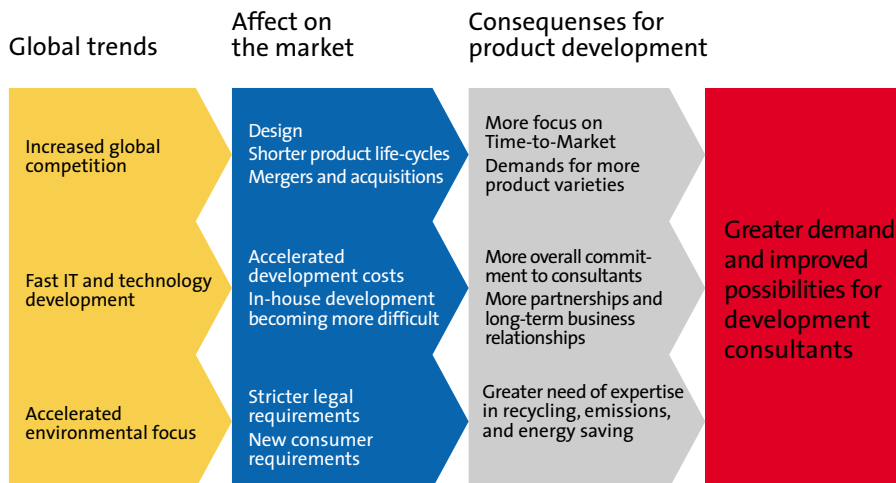 Global trends
Affect on
the market
Consequenses for
product development
Increased global
competition
Design
Shorter product life-cycles
Mergers and acquisitions
More focus on
Time-to-Market
Demands for more
product varieties
Fast IT and technology
development
Accelerated
development costs
In-house development
becoming more difficult
More overall commit-
ment to consultants
More partnerships and
long-term business
relationships
Accelerated
environmental focus
Stricter legal
requirements
New consumer
requirements
Greater need of expertise
in recycling, emissions,
and energy saving
Greater demand
and improved
possibilities for
development
consultants